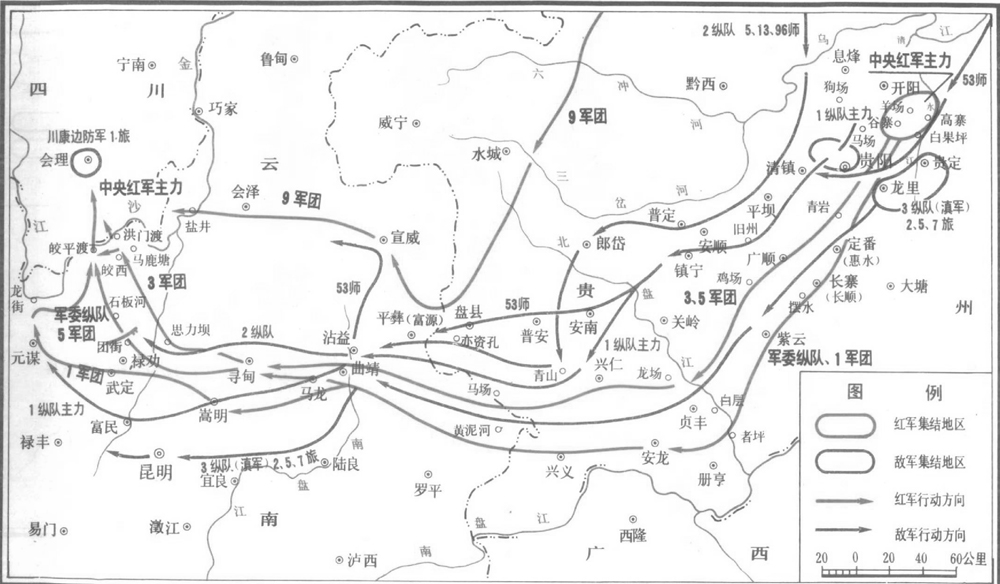 2纵队 5、13、96师
乌
清
江
宁南
金
鲁甸
息烽
中央红军主力
四
川
六
冲
河
黔西
狗场
开阳
53师
巧家
羊场
水
威宁
9军团
1纵队主力
谷寨
高寨
川康边防军1·旅
马场
白果坪
会理
云
水城
三
岔
河
清镇
贵阳
江
贵定
中央红军主力
会泽
9军团
龙里
沙
江
盐井
普定
平坝
青岩
3纵队(滇军)
2.5.7旅
洪门渡
宣威
北
郎岱
安顺
旧州
皎平渡
马鹿塘
定番
(惠水)
皎西
3军团
镇宁
广顺
龙街
石板河
53师
贵
盘
鸡场
长寨
(长顺)
大塘
军委纵队
5军团
53师
盘县
3.5军团
摆水
州
思力坝
2纵队
平彝(富源)
安南
关岭
团街
沾益
亦资孔
普安
紫云
元谋
禄劝
1纵队主力
军委纵队、1军团
1军团
寻甸
曲靖
青山
兴仁
龙场
江
武定
马龙
马场
白层
1纵队主力
嵩明
贞丰
富民
黄泥河
者坪
禄丰
南
安龙
昆明
3纵队(滇军)2、5、7旅
陆良
兴义
册亨
宜良
盘
罗平
易门
澂江
江
南
盘
江
西隆
泸西
南
广
西
图 例
红军集结地区
敌军集结地区
红军行动方向
敌军行动方向
20 0 20 40 60公里